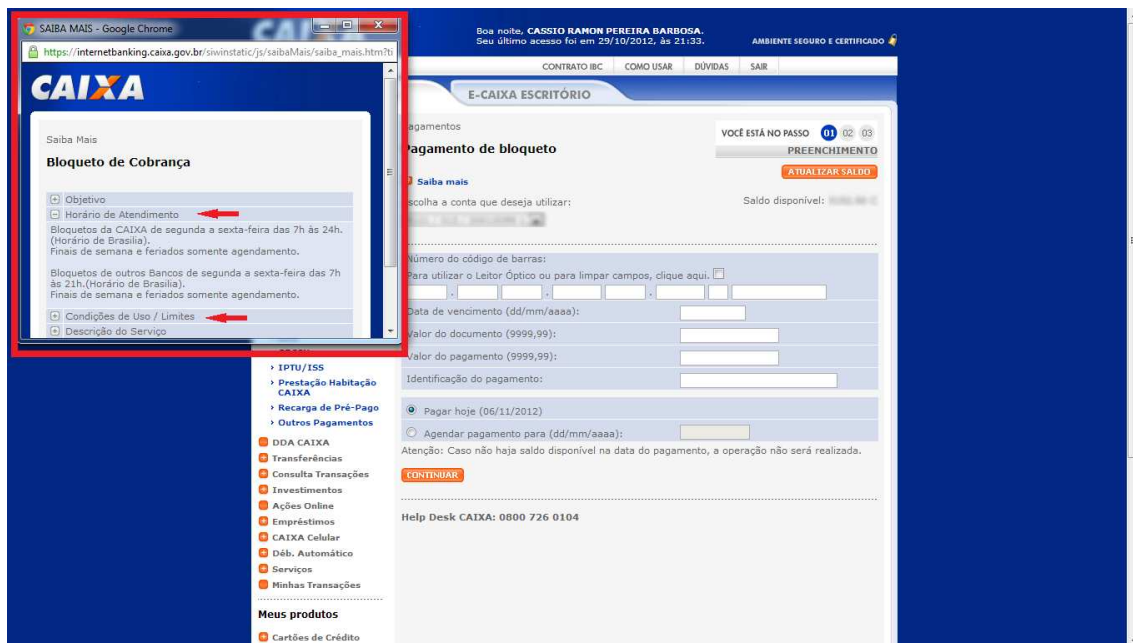 SAIBA MAIS - Google Chrome
https://internetbanking.caixa.gov.br/siwinstatic/js/saibaMais/saiba_mais.htm?ti
CAIXA
Saiba Mais
Bloqueto de Cobrança
Objetivo
Horário de Atendimento
Bloquetos da CAIXA de segunda a sexta-feira das 7h às 24h.
(Horário de Brasilia).
Finais de semana e feriados somente agendamento.
Bloquetos de outros Bancos de segunda a sexta-feira das 7h
às 21h.(Horário de Brasilia).
Finais de semana e feriados somente agendamento.
Condições de Uso / Limites
Descrição do Serviço
Boa noite, CASSIO RAMON PEREIRA BARBOSA.
Seu último acesso foi em 29/10/2012, às 21:33.
AMBIENTE SEGURO E CERTIFICADO
CONTRATO IBC COMO USAR DÚVIDAS SAIR
E-CAIXA ESCRITÓRIO
agamentos
Pagamento de bloqueto
VOCÊ ESTÁ NO PASSO 01 02 03
PREENCHIMENTO
ATUALIZAR SALDO
Saiba mais
scolha a conta que deseja utilizar:
Saldo disponível:
Número do código de barras:
Para utilizar o Leitor Óptico ou para limpar campos, clique aqui.
Data de vencimento (dd/mm/aaaa):
Valor do documento (9999,99):
Valor do pagamento (9999,99):
Identificação do pagamento:
Pagar hoje (06/11/2012)
Agendar pagamento para (dd/mm/aaaa):
Atenção: Caso não haja saldo disponível na data do pagamento, a operação não será realizada.
CONTINUAR
Help Desk CAIXA: 0800 726 0104
IPTU/ISS
Prestação Habitação
CAIXA
Recarga de Pré-Pago
Outros Pagamentos
DDA CAIXA
Transferências
Consulta Transações
Investimentos
Ações Online
Empréstimos
CAIXA Celular
Déb. Automático
Serviços
Minhas Transações
Meus produtos
Cartões de Crédito